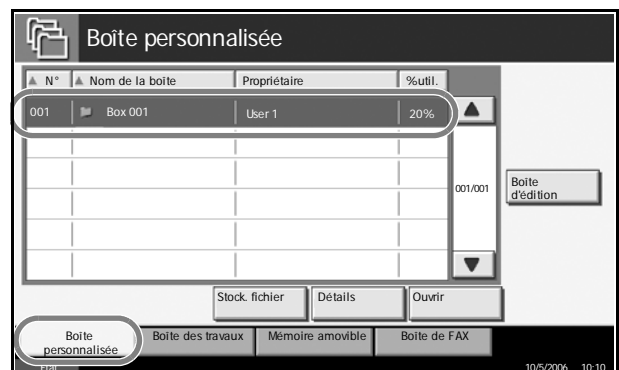 Boîte personnalisée
N° Nom de la boîte Propriétaire %util.
001 Box 001 User 1 20%
001/001
Boîte
d'édition
Stock. fichier Détails Ouvrir
Boîte
personnalisée
Boîte des travaux Mémoire amovible Boîte de FAX
Etat 10/5/2006 10:10